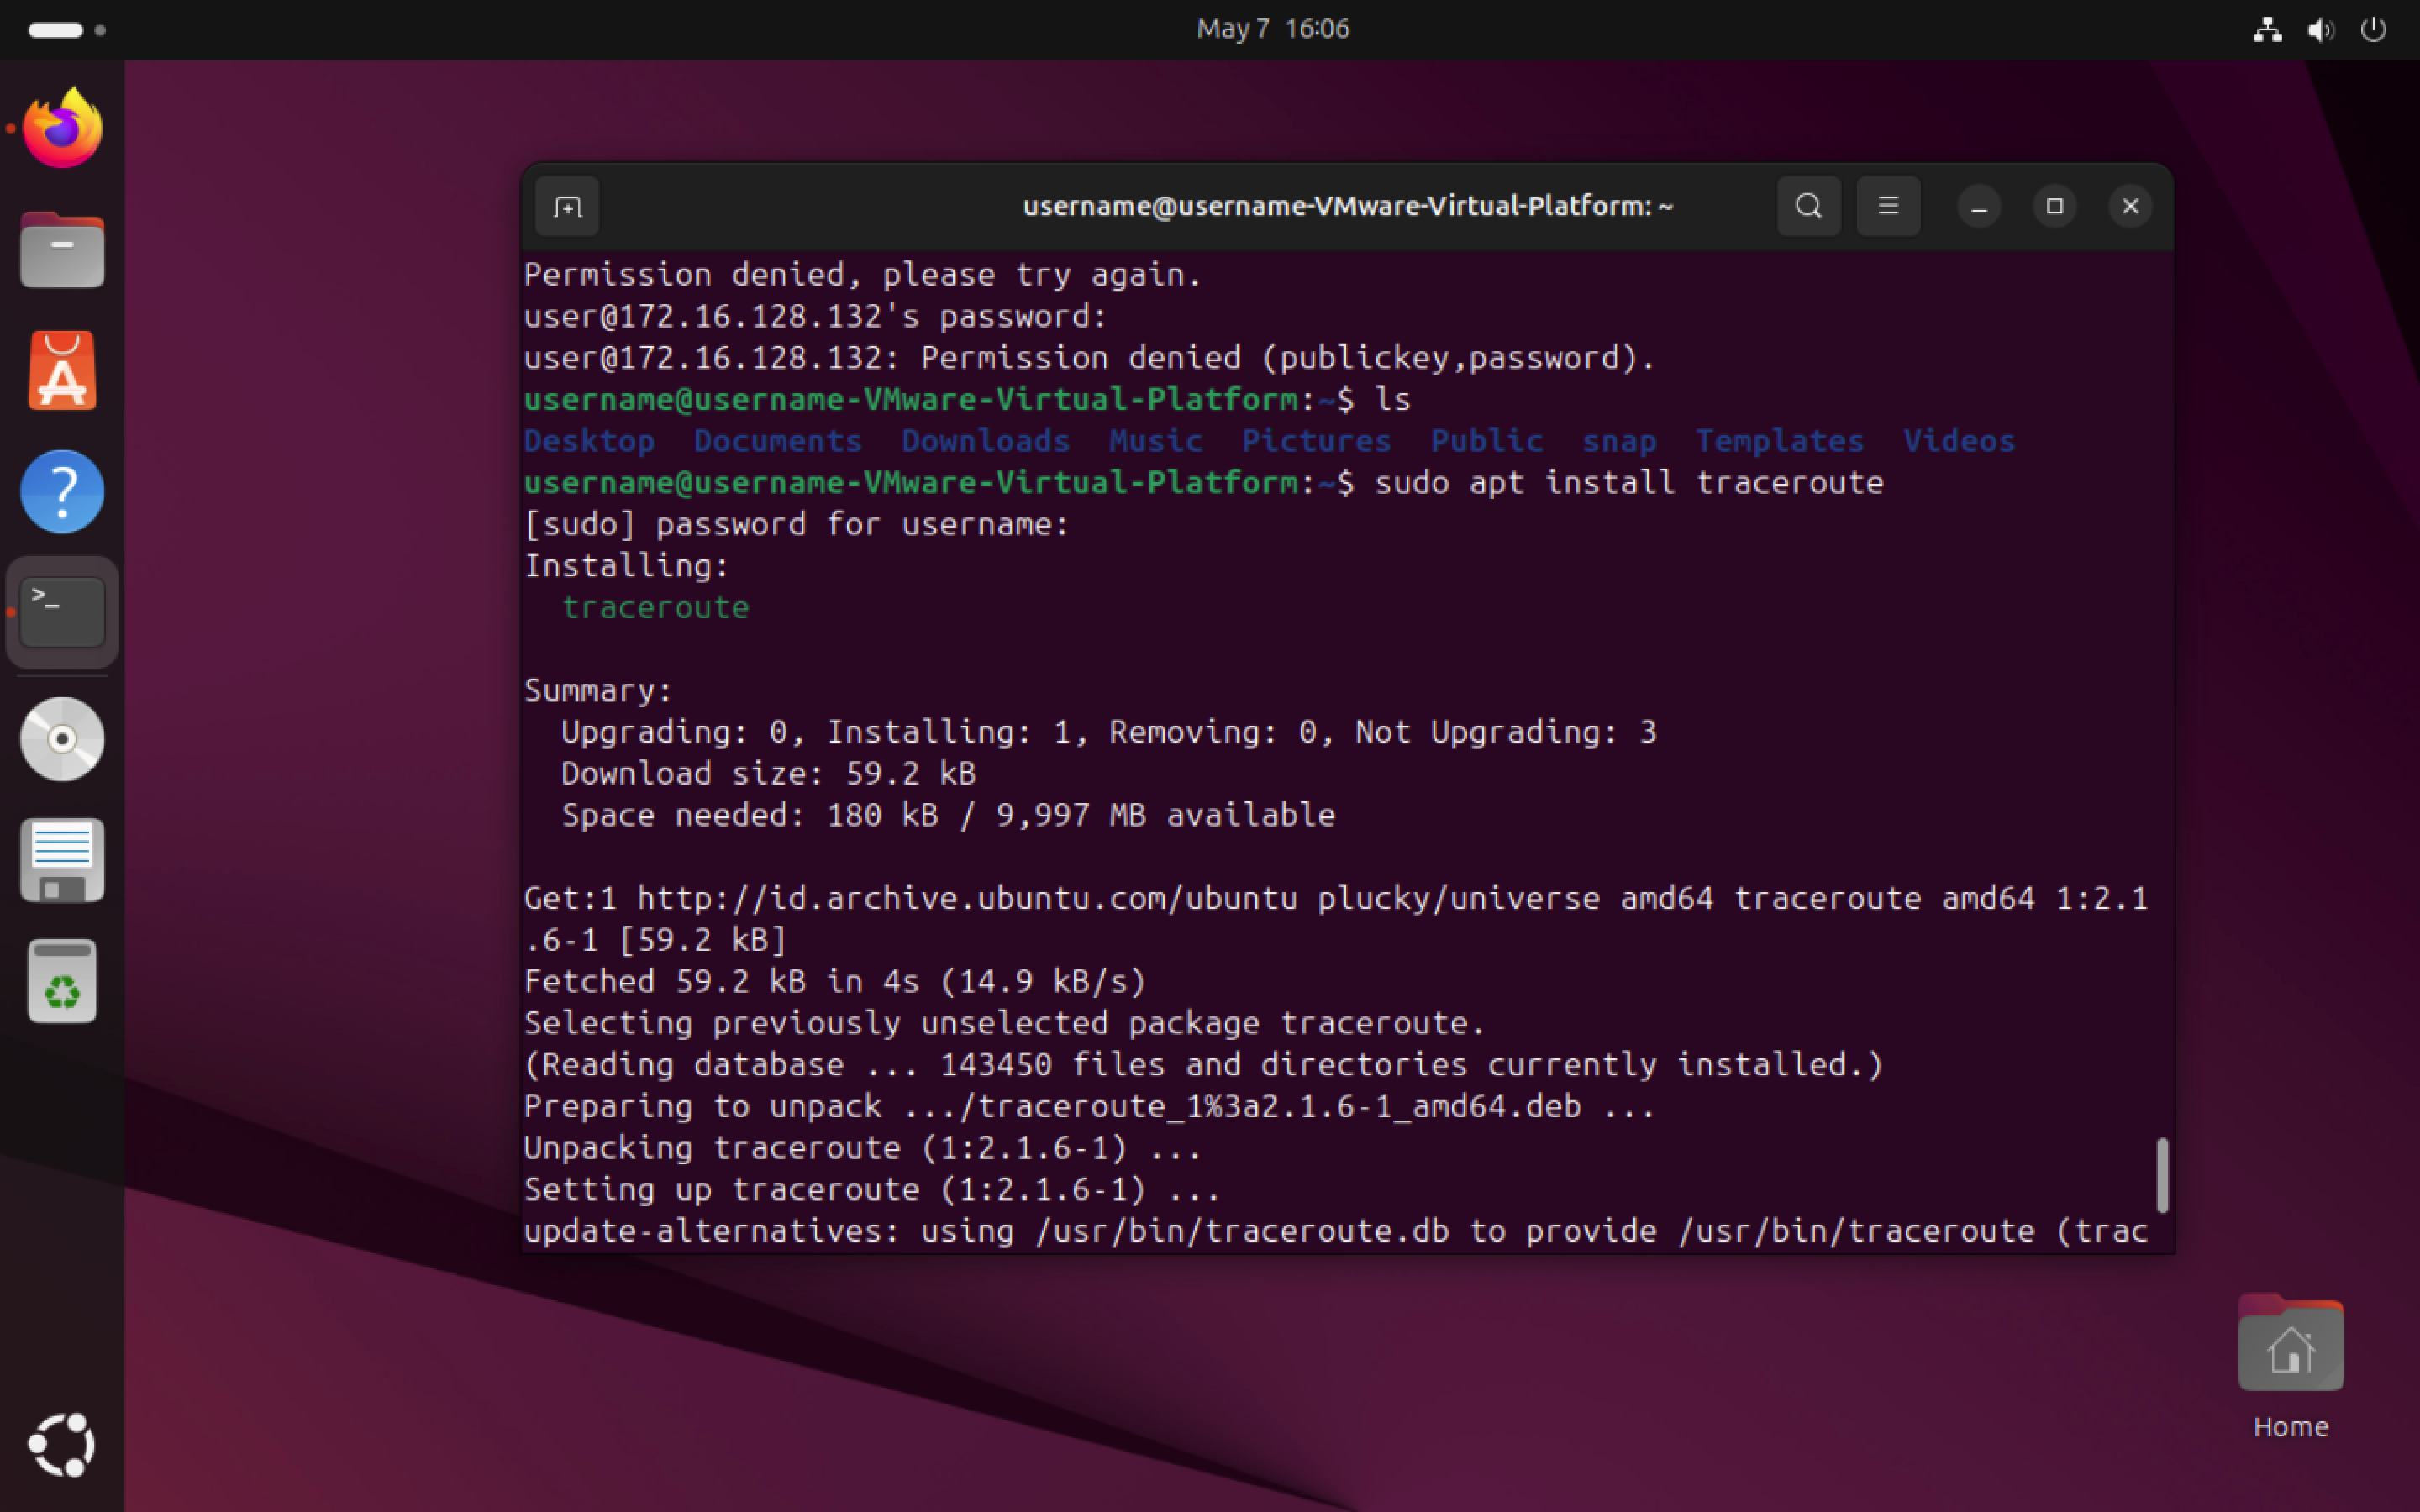 May 7 16:06
username@username-VMware-Virtual-Platform: ~
Permission denied, please try again.
user@172.16.128.132's password:
user@172.16.128.132: Permission denied (publickey,password).
username@username-VMware-Virtual-Platform:~$ ls
Desktop Documents Downloads Music Pictures Public snap Templates Videos
username@username-VMware-Virtual-Platform:~$ sudo apt install traceroute
[sudo] password for username:
Installing:
traceroute
Summary:
Upgrading: 0, Installing: 1, Removing: 0, Not Upgrading: 3
Download size: 59.2 kB
Space needed: 180 kB / 9,997 MB available
Get:1 http://id.archive.ubuntu.com/ubuntu plucky/universe amd64 traceroute amd64 1:2.1
.6-1 [59.2 kB]
Fetched 59.2 kB in 4s (14.9 kB/s)
Selecting previously unselected package traceroute.
(Reading database ... 143450 files and directories currently installed.)
Preparing to unpack .../traceroute_1%3a2.1.6-1_amd64.deb ...
Unpacking traceroute (1:2.1.6-1) ...
Setting up traceroute (1:2.1.6-1) ...
update-alternatives: using /usr/bin/traceroute.db to provide /usr/bin/traceroute (trac
Home